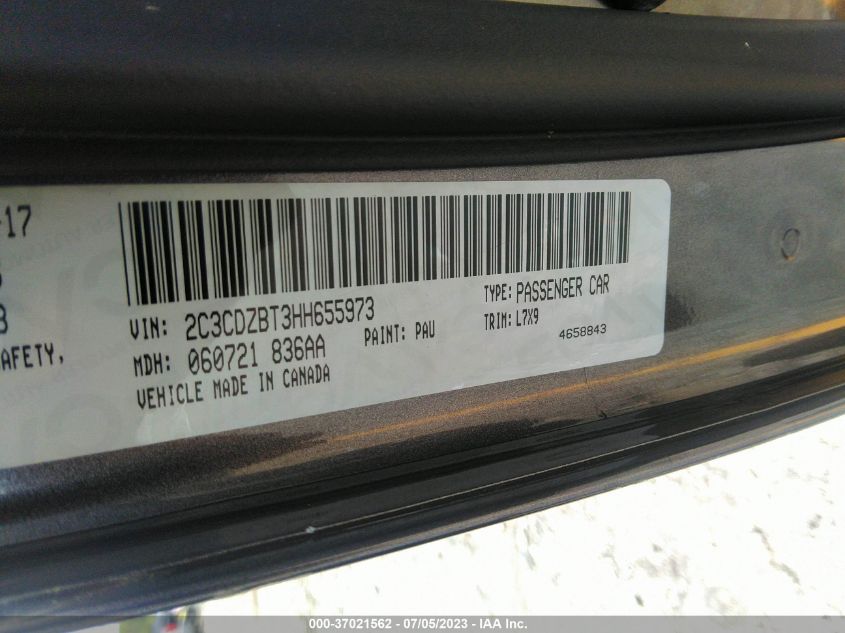 -17
VIN: 2C3CDZBT3HH655973
TYPE: PASSENGER CAR
MDH: 060721 836AA
PAINT: PAU
TRIM: L7X9
AFETY,
VEHICLE MADE IN CANADA
4658843
000-37021562 - 07/05/2023 - IAA Inc.